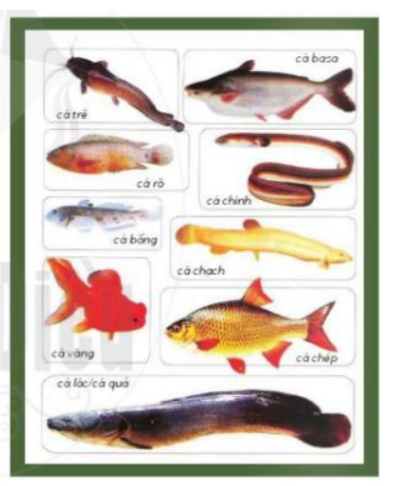 cá basa
cá trê
cá rô
cá chình
cá bống
cá chạch
cá vàng
cá chép
cá lóc/cá quả